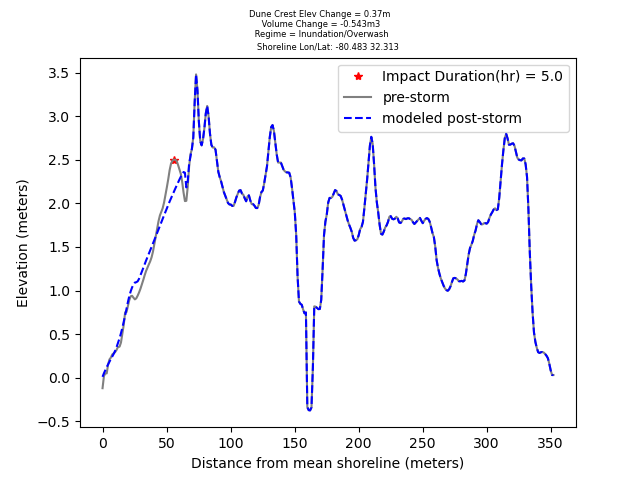 Dune Crest Elev Change = 0.37m
Volume Change = -0.543m3
Regime = Inundation/Overwash
Shoreline Lon/Lat: -80.483 32.313
Impact Duration(hr) = 5.0
pre-storm
modeled post-storm
3.5
3.0
2.5
2.0
1.5
1.0
0.5
0.0
−0.5
Elevation (meters)
0 50 100 150 200 250 300 350
Distance from mean shoreline (meters)